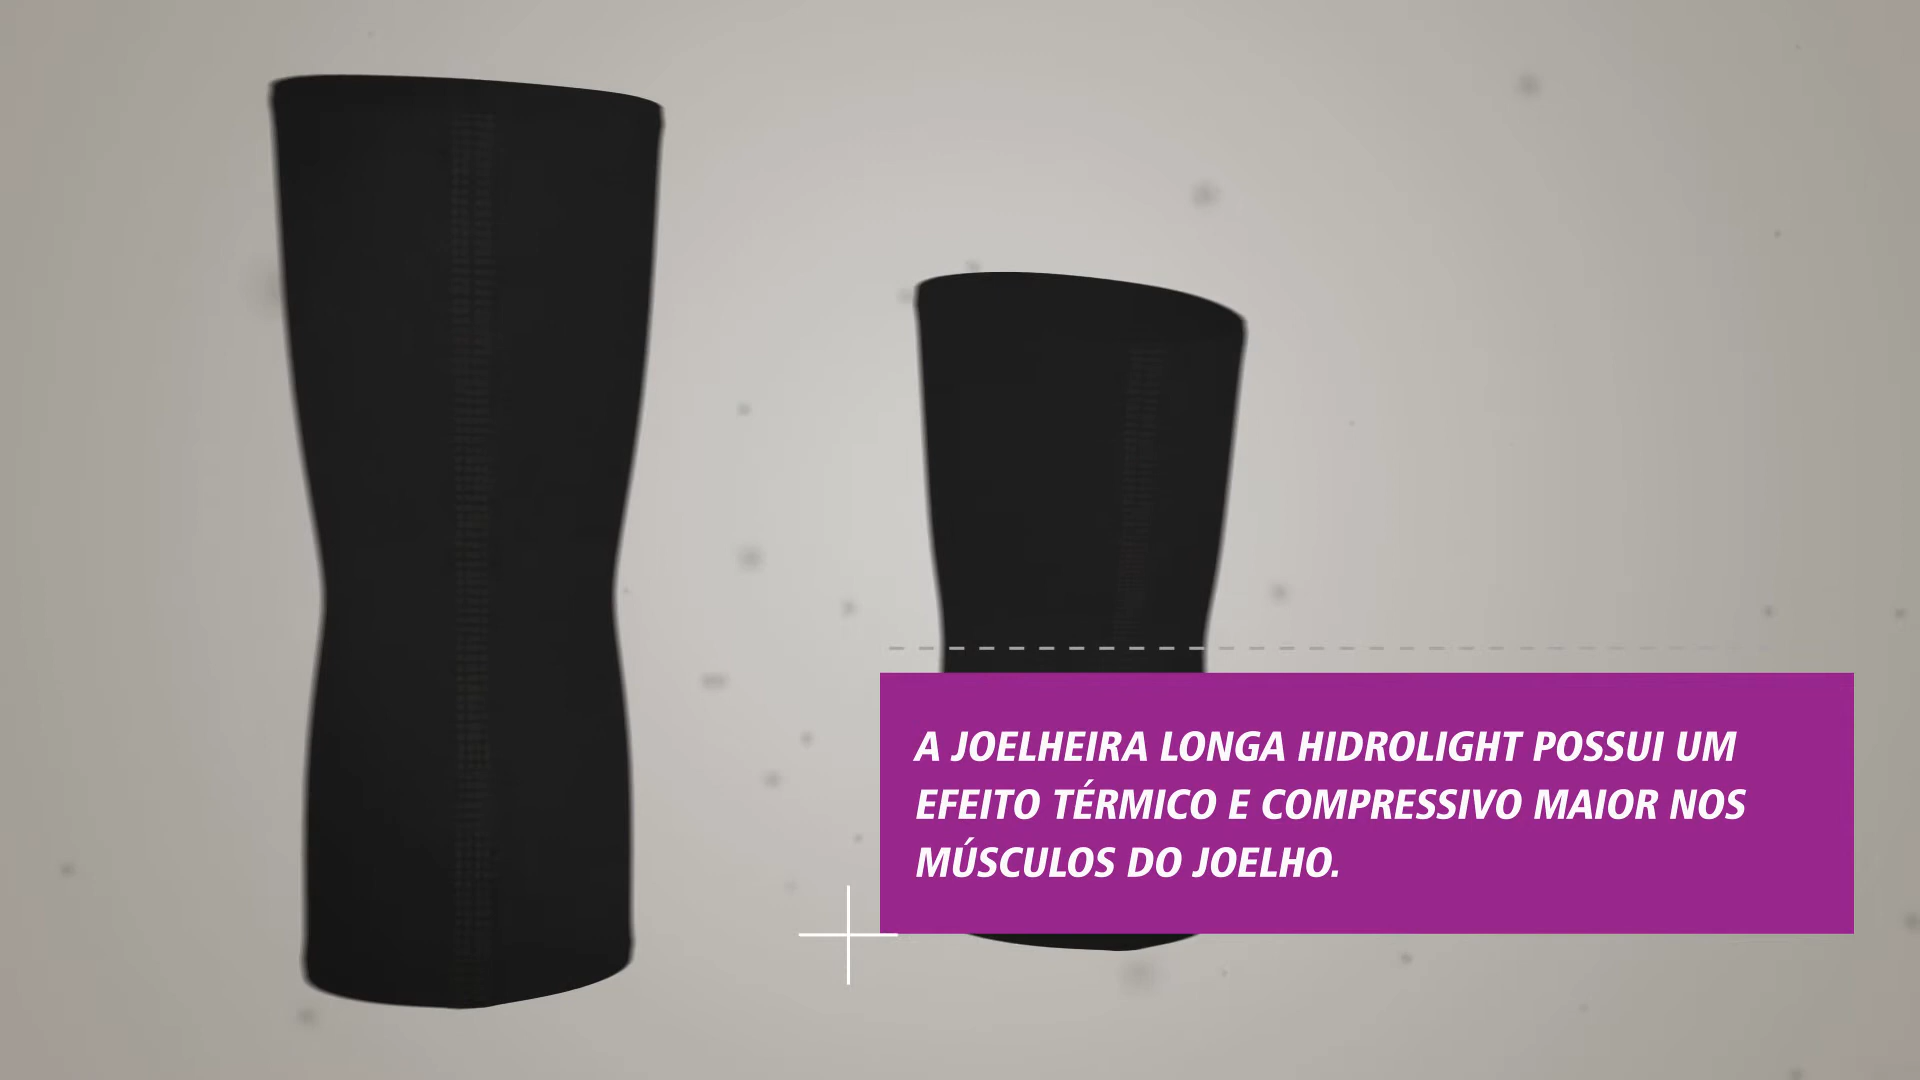 A JOELHEIRA LONGA HIDROLIGHT POSSUI UM
EFEITO TÉRMICO E COMPRESSIVO MAIOR NOS
MÚSCULOS DO JOELHO.